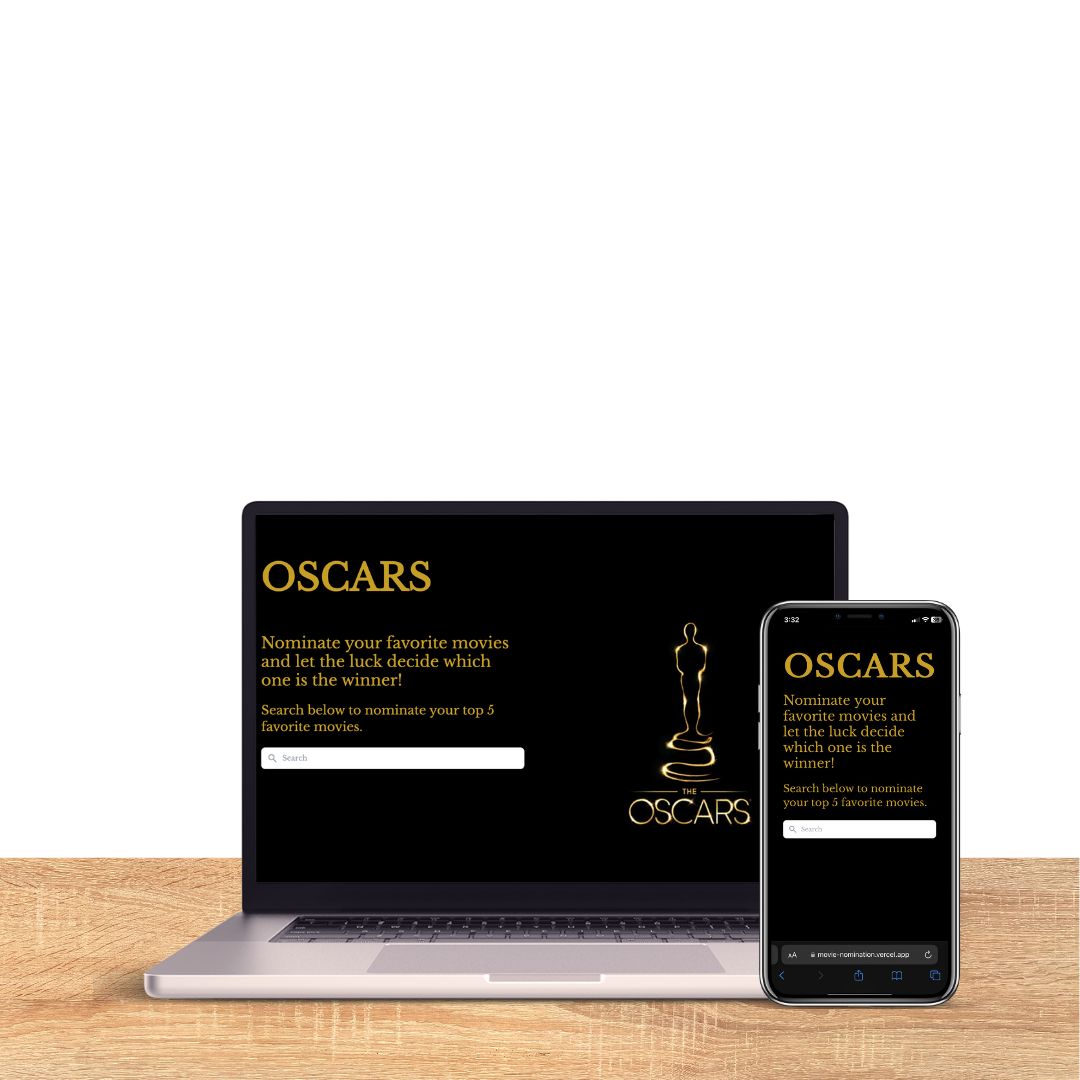 OSCARS
Nominate your favorite movies
and let the luck decide which
one is the winner!
Search below to nominate your top 5
favorite movies.
Search
THE
OSCARS
3:32
OSCARS
Nominate your
favorite movies and
let the luck decide
which one is the
winner!
Search below to nominate
your top 5 favorite movies.
Search
AA
movie-nomination.vercel.app